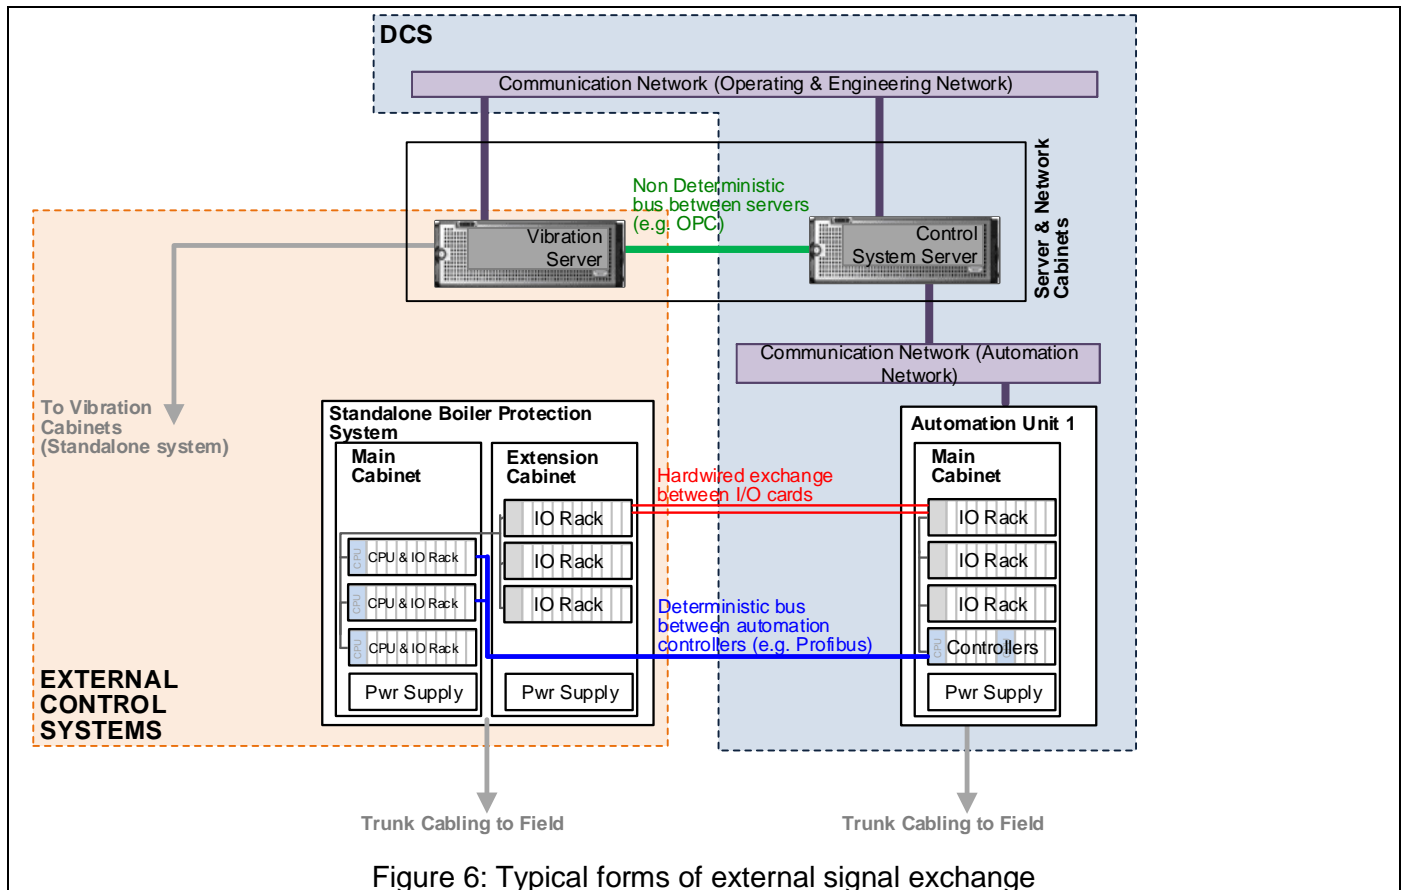 DCS
Communication Network (Operating & Engineering Network)
Non Deterministic
bus between servers
(e.g. OPC)
Vibration
Server
Control
System Server
Server & Network
Cabinets
Communication Network (Automation
Network)
To Vibration
Cabinets
(Standalone system)
Standalone Boiler Protection
System
Main
Cabinet
Extension
Cabinet
Automation Unit 1
Main
Cabinet
Hardwired exchange
between I/O cards
IO Rack
IO Rack
IO Rack
CPU
CPU & IO Rack
CPU
CPU & IO Rack
CPU
CPU & IO Rack
IO Rack
IO Rack
IO Rack
CPU
Controllers
Deterministic bus
between automation
controllers (e.g. Profibus)
Pwr Supply
Pwr Supply
Pwr Supply
EXTERNAL
CONTROL
SYSTEMS
Trunk Cabling to Field
Trunk Cabling to Field
Figure 6: Typical forms of external signal exchange